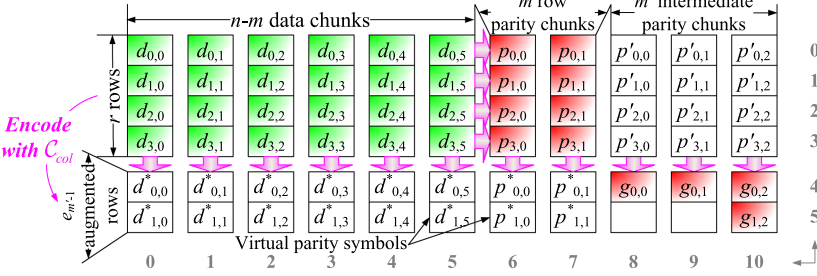 n-m data chunks
m row
parity chunks
m' intermediate
parity chunks
d0,0 d0,1 d0,2 d0,3 d0,4 d0,5 p0,0 p0,1 p'0,0 p'0,1 p'0,2 0
d1,0 d1,1 d1,2 d1,3 d1,4 d1,5 p1,0 p1,1 p'1,0 p'1,1 p'1,2 1
d2,0 d2,1 d2,2 d2,3 d2,4 d2,5 p2,0 p2,1 p'2,0 p'2,1 p'2,2 2
d3,0 d3,1 d3,2 d3,3 d3,4 d3,5 p3,0 p3,1 p'3,0 p'3,1 p'3,2 3
r rows
Encode
with Ccol
em'-1
augmented
rows
d*0,0 d*0,1 d*0,2 d*0,3 d*0,4 d*0,5 p*0,0 p*0,1 g0,0 g0,1 g0,2 4
d*1,0 d*1,1 d*1,2 d*1,3 d*1,4 d*1,5 p*1,0 p*1,1 g1,2 5
Virtual parity symbols
0 1 2 3 4 5 6 7 8 9 10